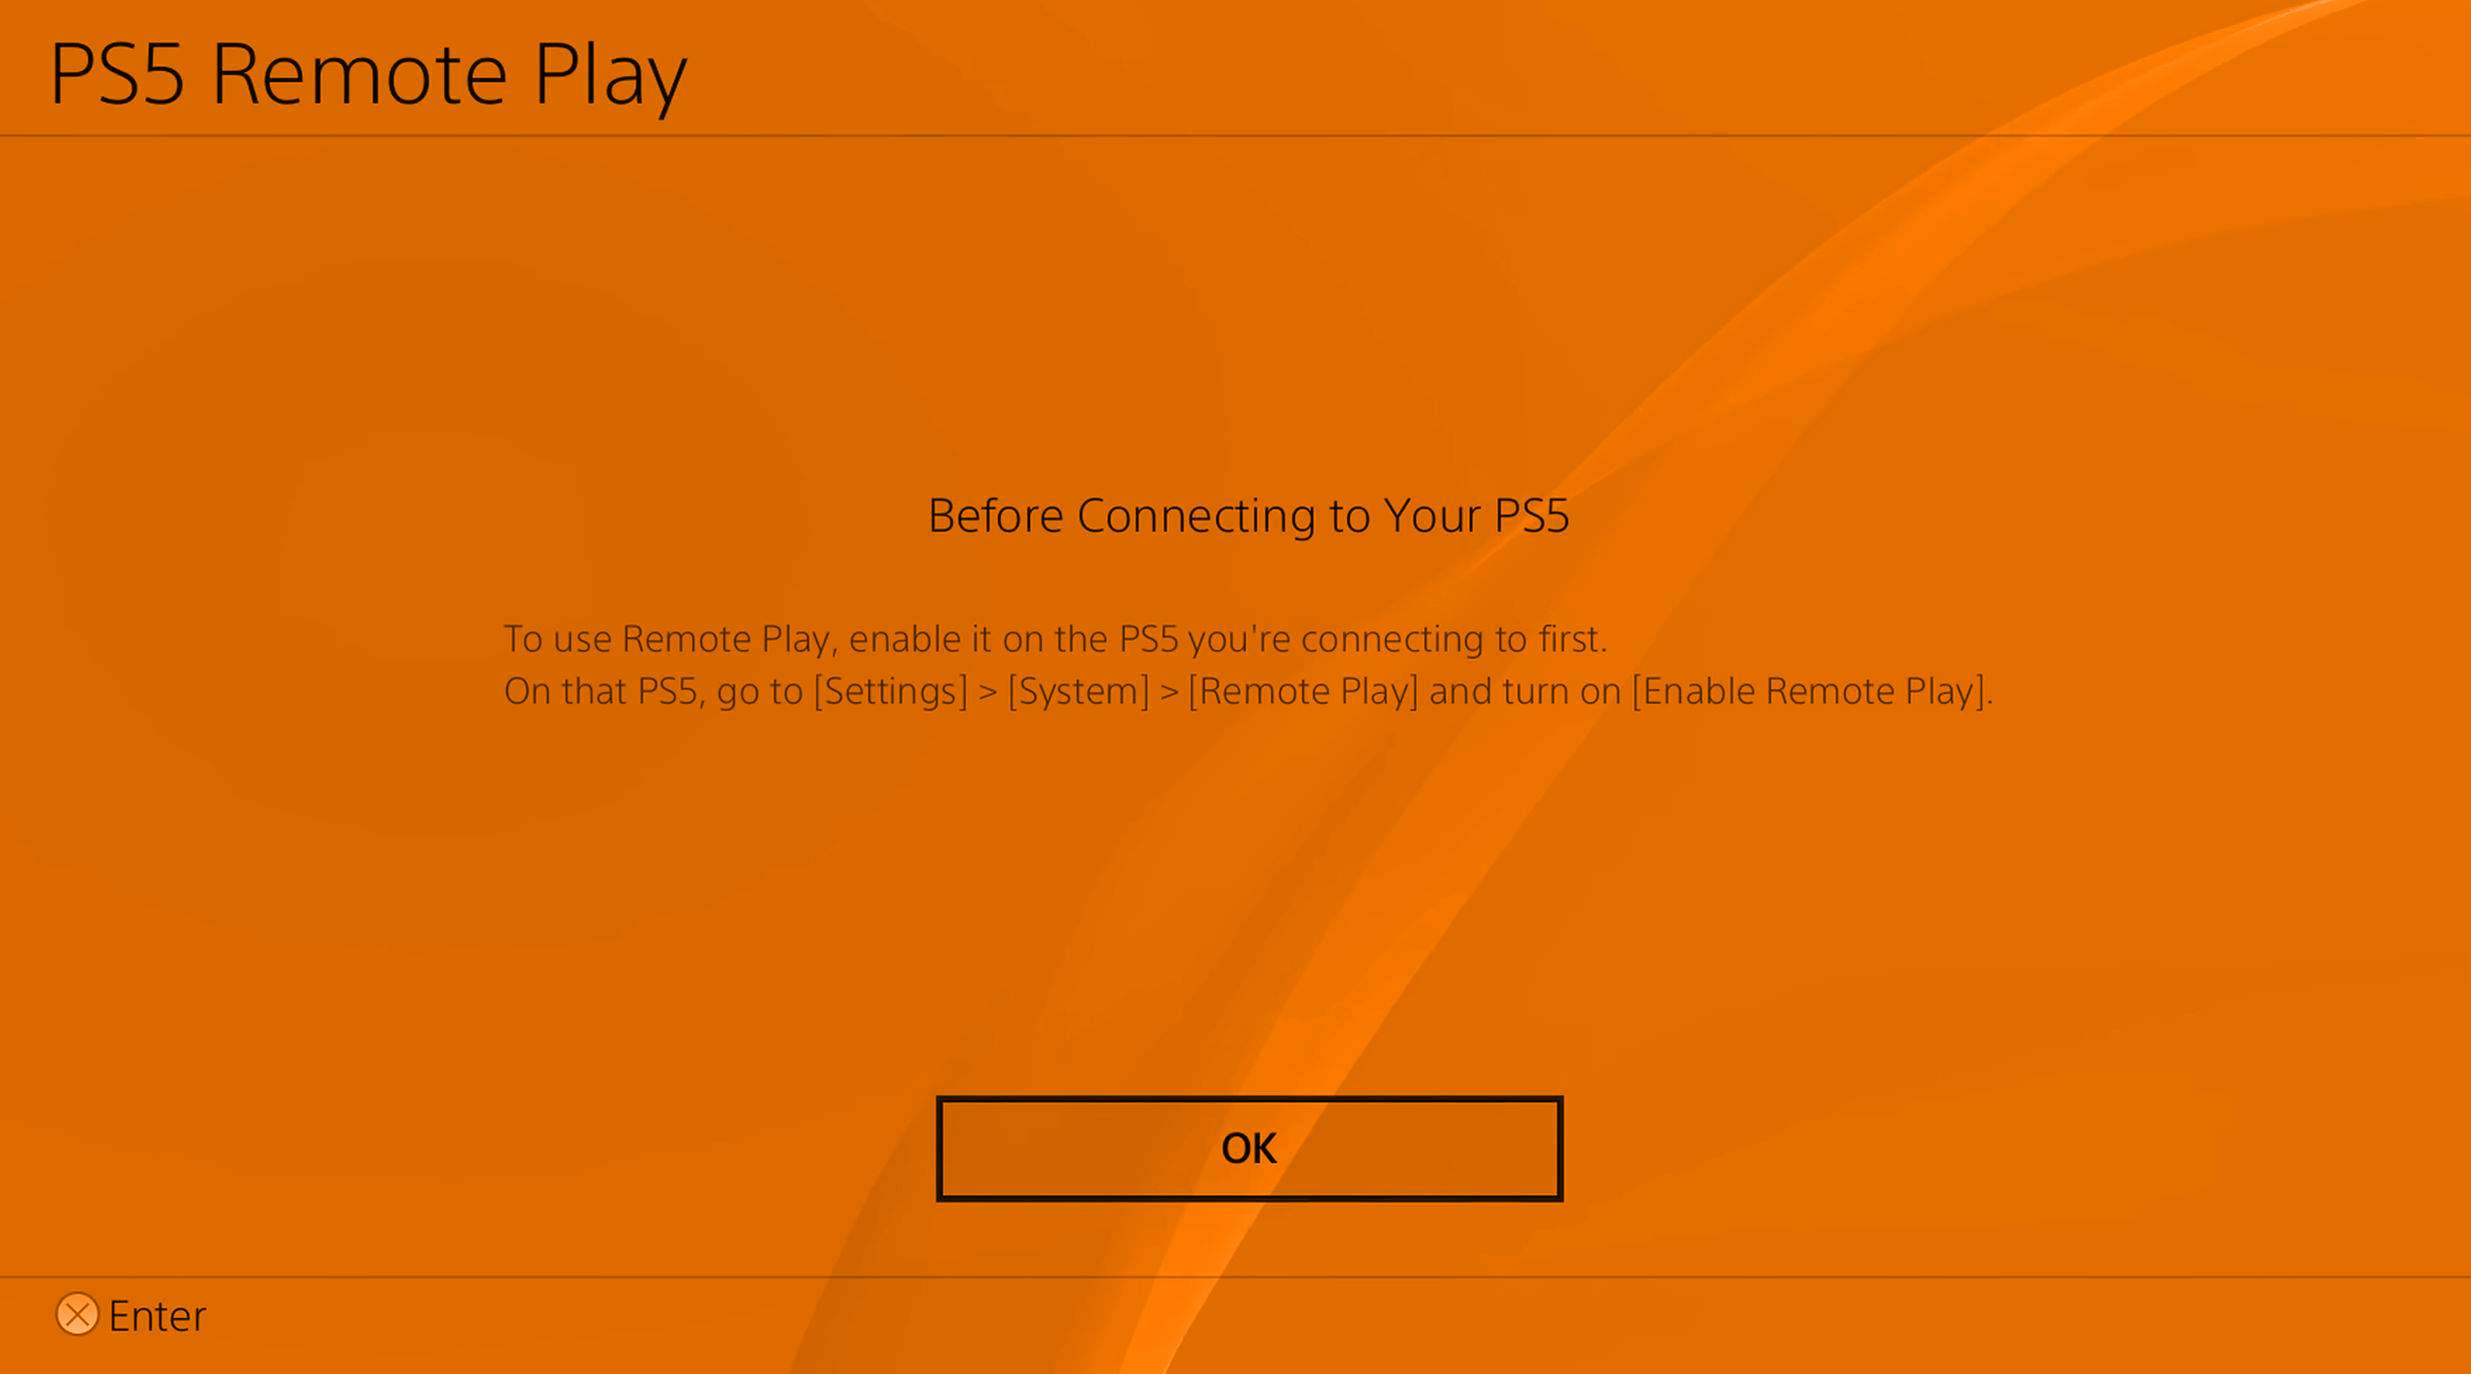 PS5 Remote Play
Before Connecting to Your PS5
To use Remote Play, enable it on the PS5 you're connecting to first.
On that PS5, go to [Settings] > [System] > [Remote Play] and turn on [Enable Remote Play].
OK
Enter